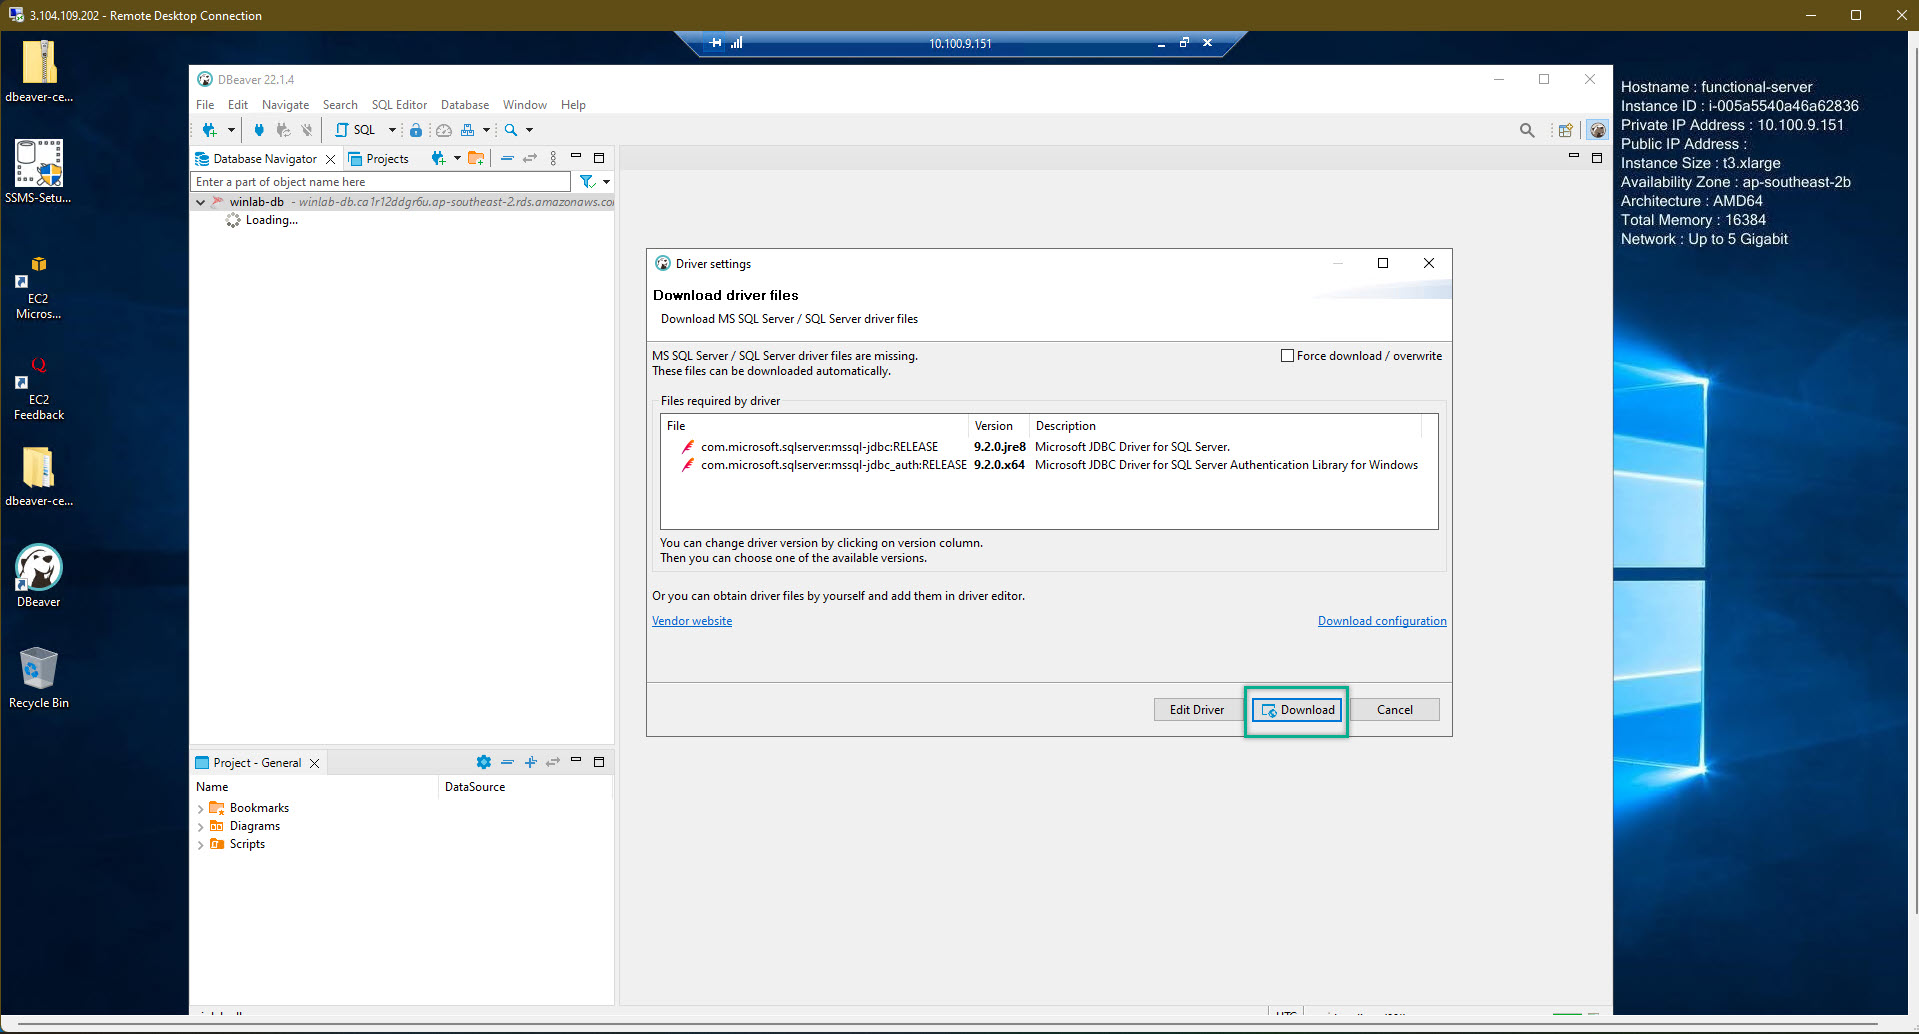 3.104.109.202 - Remote Desktop Connection
10.100.9.151
dbeaver-ce...
SSMS-Setu...
EC2
Micros...
EC2
Feedback
dbeaver-ce...
DBeaver
Recycle Bin
DBeaver 22.1.4
File Edit Navigate Search SQL Editor Database Window Help
SQL
Database Navigator Projects
Enter a part of object name here
winlab-db - winlab-db.ca1r12ddgr6u.ap-southeast-2.rds.amazonaws.co
Loading...
Driver settings
Download driver files
Download MS SQL Server / SQL Server driver files
MS SQL Server / SQL Server driver files are missing.
These files can be downloaded automatically.
Force download / overwrite
Files required by driver
File Version Description
com.microsoft.sqlserver:mssql-jdbc:RELEASE 9.2.0.jre8 Microsoft JDBC Driver for SQL Server.
com.microsoft.sqlserver:mssql-jdbc_auth:RELEASE 9.2.0.x64 Microsoft JDBC Driver for SQL Server Authentication Library for Windows
You can change driver version by clicking on version column.
Then you can choose one of the available versions.
Or you can obtain driver files by yourself and add them in driver editor.
Vendor website Download configuration
Edit Driver Download Cancel
Project - General
Name DataSource
Bookmarks
Diagrams
Scripts
UTC
Hostname : functional-server
Instance ID : i-005a5540a46a62836
Private IP Address : 10.100.9.151
Public IP Address :
Instance Size : t3.xlarge
Availability Zone : ap-southeast-2b
Architecture : AMD64
Total Memory : 16384
Network : Up to 5 Gigabit